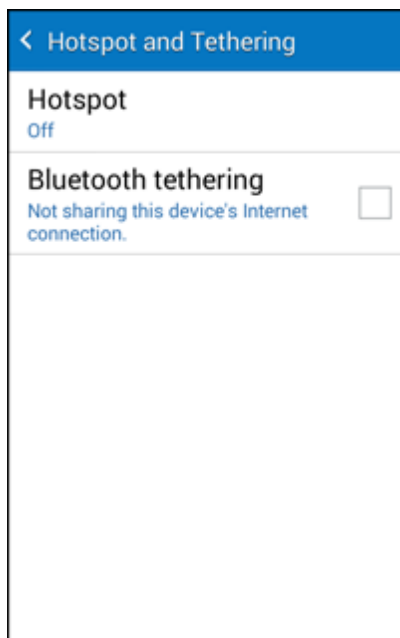 Hotspot and Tethering
Hotspot
Off
Bluetooth tethering
Not sharing this device's Internet
connection.